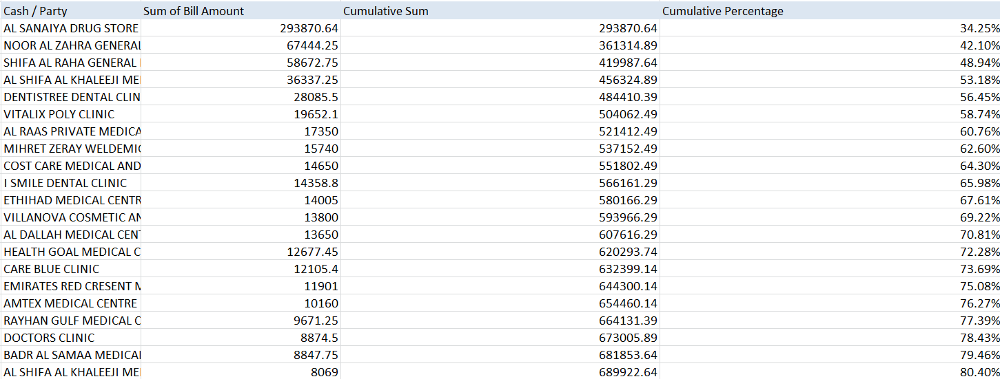 Cash / Party Sum of Bill Amount Cumulative Sum Cumulative Percentage
AL SANAIYA DRUG STORE 293870.64 293870.64 34.25%
NOOR AL ZAHRA GENERAL 67444.25 361314.89 42.10%
SHIFA AL RAHA GENERAL 58672.75 419987.64 48.94%
AL SHIFA AL KHALEEJI ME 36337.25 456324.89 53.18%
DENTISTREE DENTAL CLIN 28085.5 484410.39 56.45%
VITALIX POLY CLINIC 19652.1 504062.49 58.74%
AL RAAS PRIVATE MEDICA 17350 521412.49 60.76%
MIHRET ZERAY WELDEMIC 15740 537152.49 62.60%
COST CARE MEDICAL AND 14650 551802.49 64.30%
I SMILE DENTAL CLINIC 14358.8 566161.29 65.98%
ETHIHAD MEDICAL CENTR 14005 580166.29 67.61%
VILLANOVA COSMETIC AN 13800 593966.29 69.22%
AL DALLAH MEDICAL CENT 13650 607616.29 70.81%
HEALTH GOAL MEDICAL C 12677.45 620293.74 72.28%
CARE BLUE CLINIC 12105.4 632399.14 73.69%
EMIRATES RED CRESENT M 11901 644300.14 75.08%
AMTEX MEDICAL CENTRE 10160 654460.14 76.27%
RAYHAN GULF MEDICAL C 9671.25 664131.39 77.39%
DOCTORS CLINIC 8874.5 673005.89 78.43%
BADR AL SAMAA MEDICAL 8847.75 681853.64 79.46%
AL SHIFA AL KHALEEJI ME 8069 689922.64 80.40%